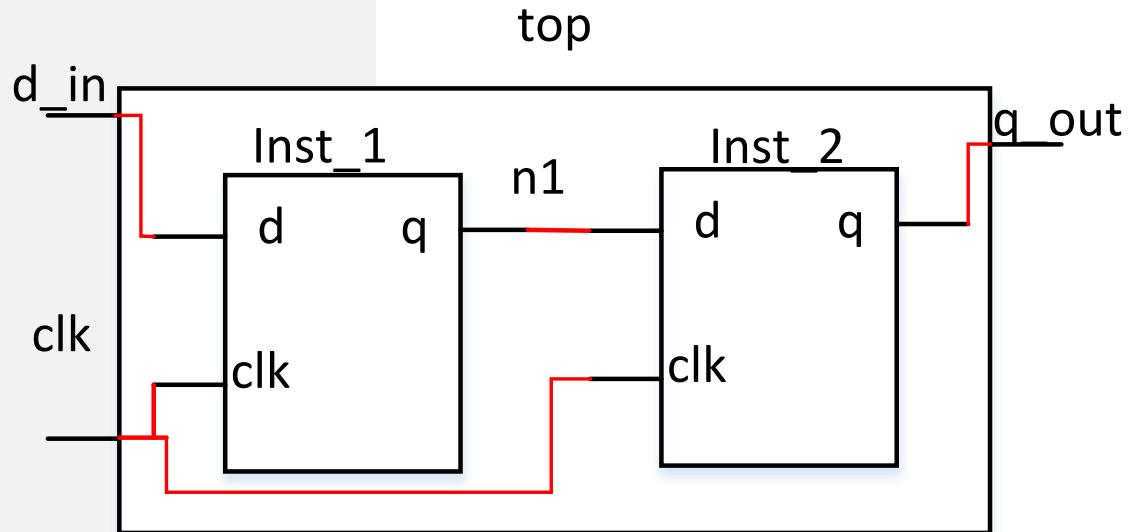 top
d_in
q_out
Inst_1
n1
Inst_2
d
q
d
q
clk
clk
clk